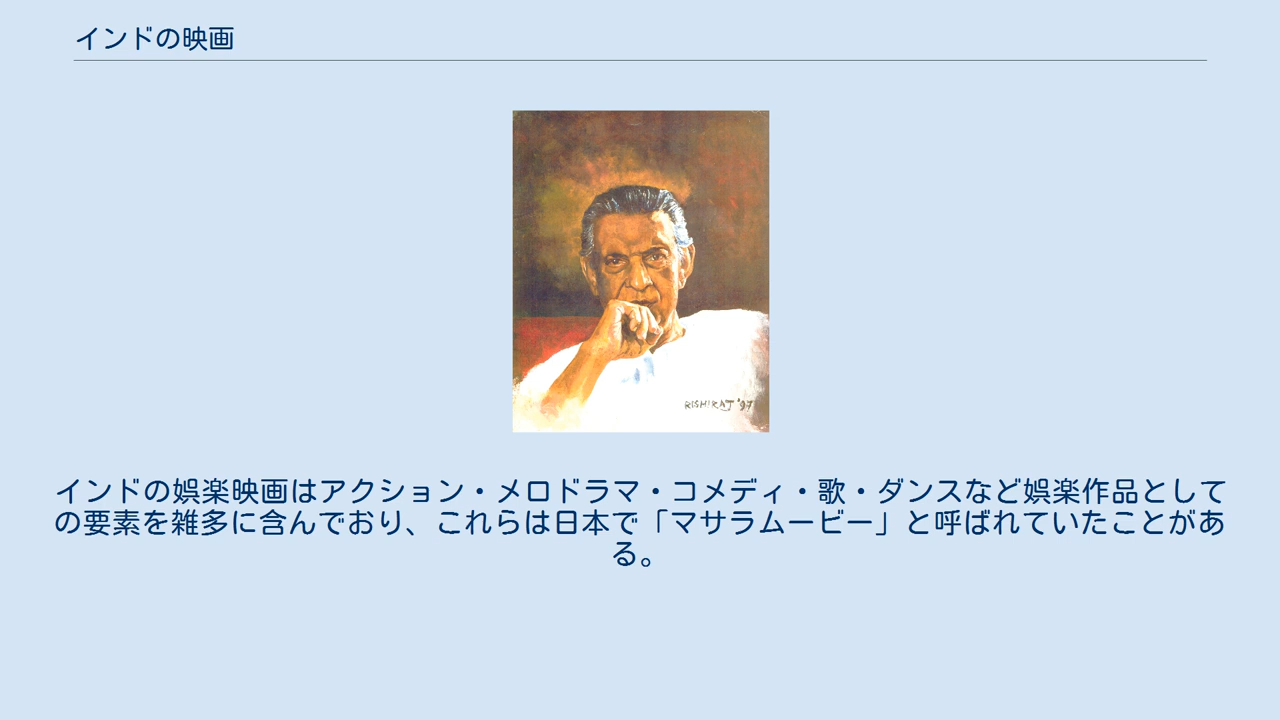 インドの映画
RISHIRAJ '97
インドの娯楽映画はアクション・メロドラマ・コメディ・歌・ダンスなど娯楽作品として
の要素を雑多に含んでおり、これらは日本で「マサラムービー」と呼ばれていたことがあ
る。